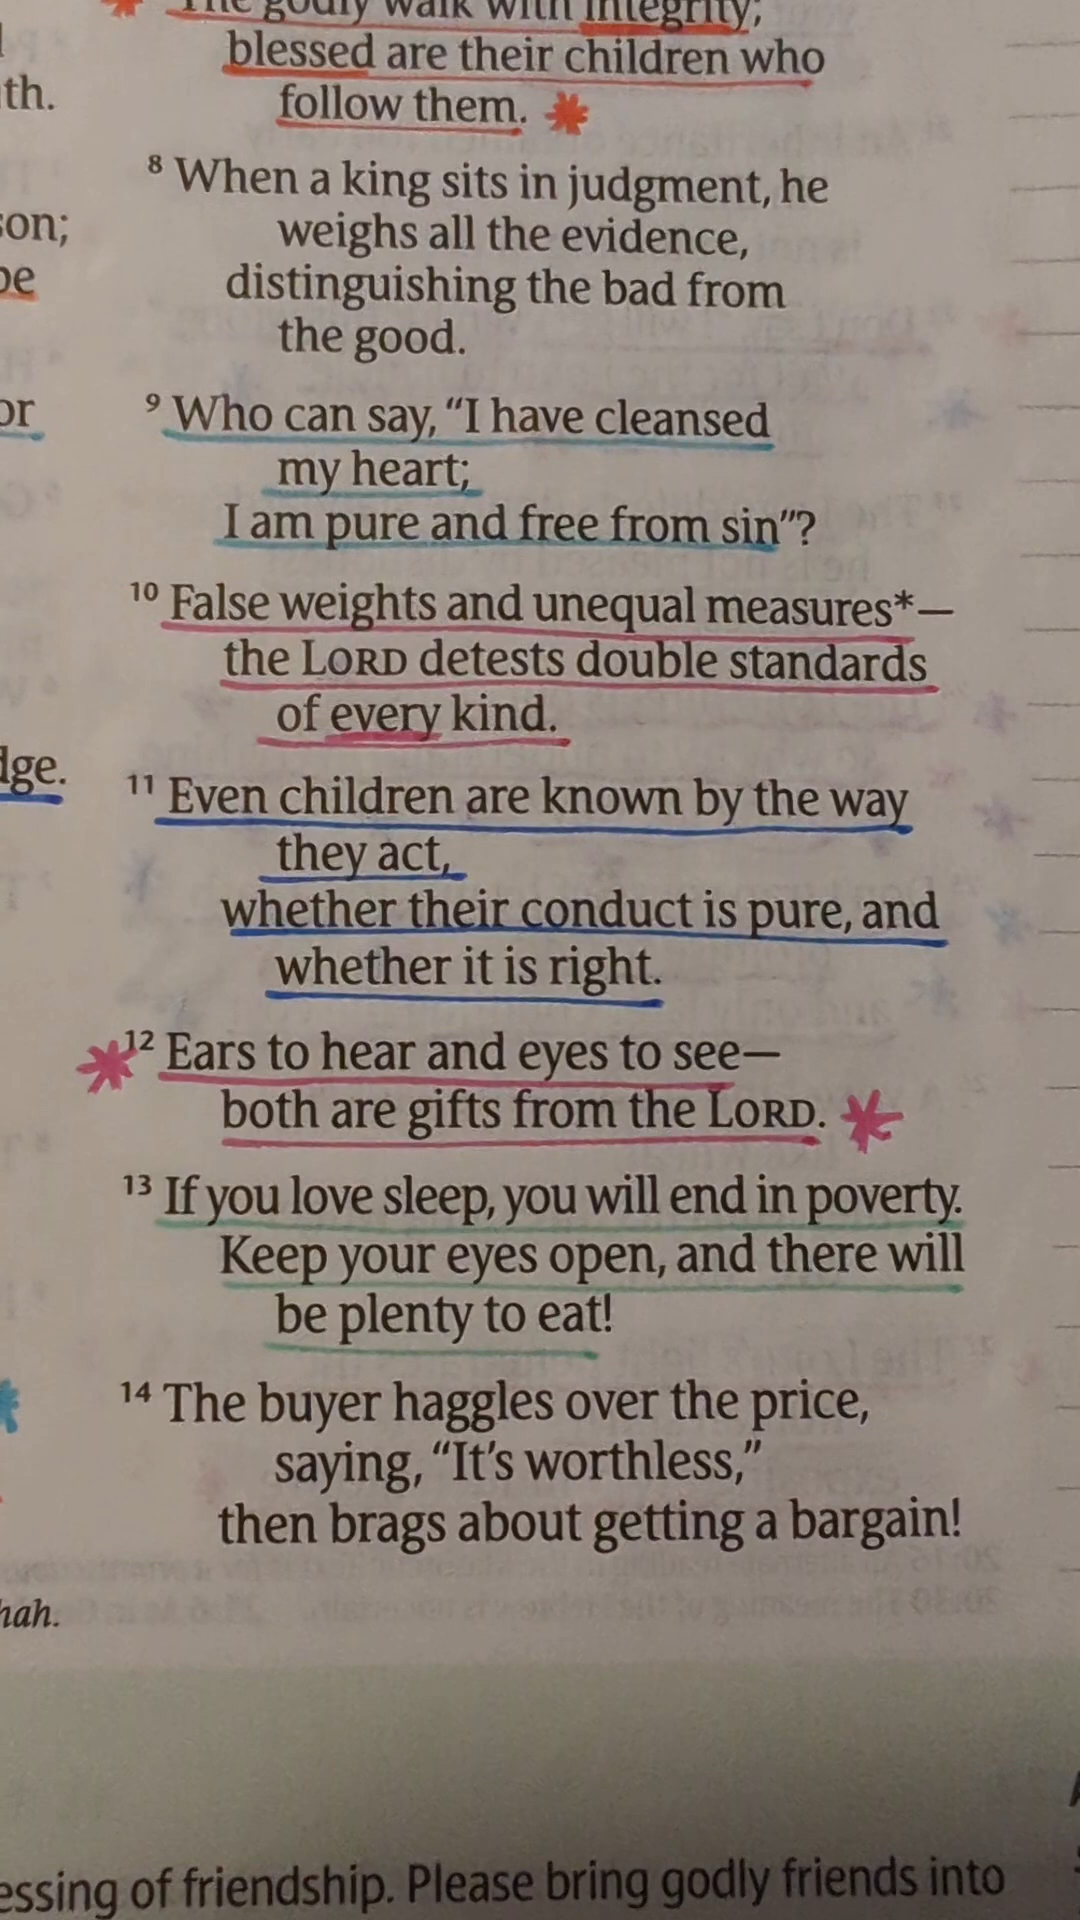 The godly walk with integrity;
blessed are their children who
follow them.
8 When a king sits in judgment, he
weighs all the evidence,
distinguishing the bad from
the good.
9 Who can say, “I have cleansed
my heart;
I am pure and free from sin”?
10 False weights and unequal measures*—
the LORD detests double standards
of every kind.
11 Even children are known by the way
they act,
whether their conduct is pure, and
whether it is right.
12 Ears to hear and eyes to see—
both are gifts from the LORD.
13 If you love sleep, you will end in poverty.
Keep your eyes open, and there will
be plenty to eat!
14 The buyer haggles over the price,
saying, “It’s worthless,”
then brags about getting a bargain!
essing of friendship. Please bring godly friends into